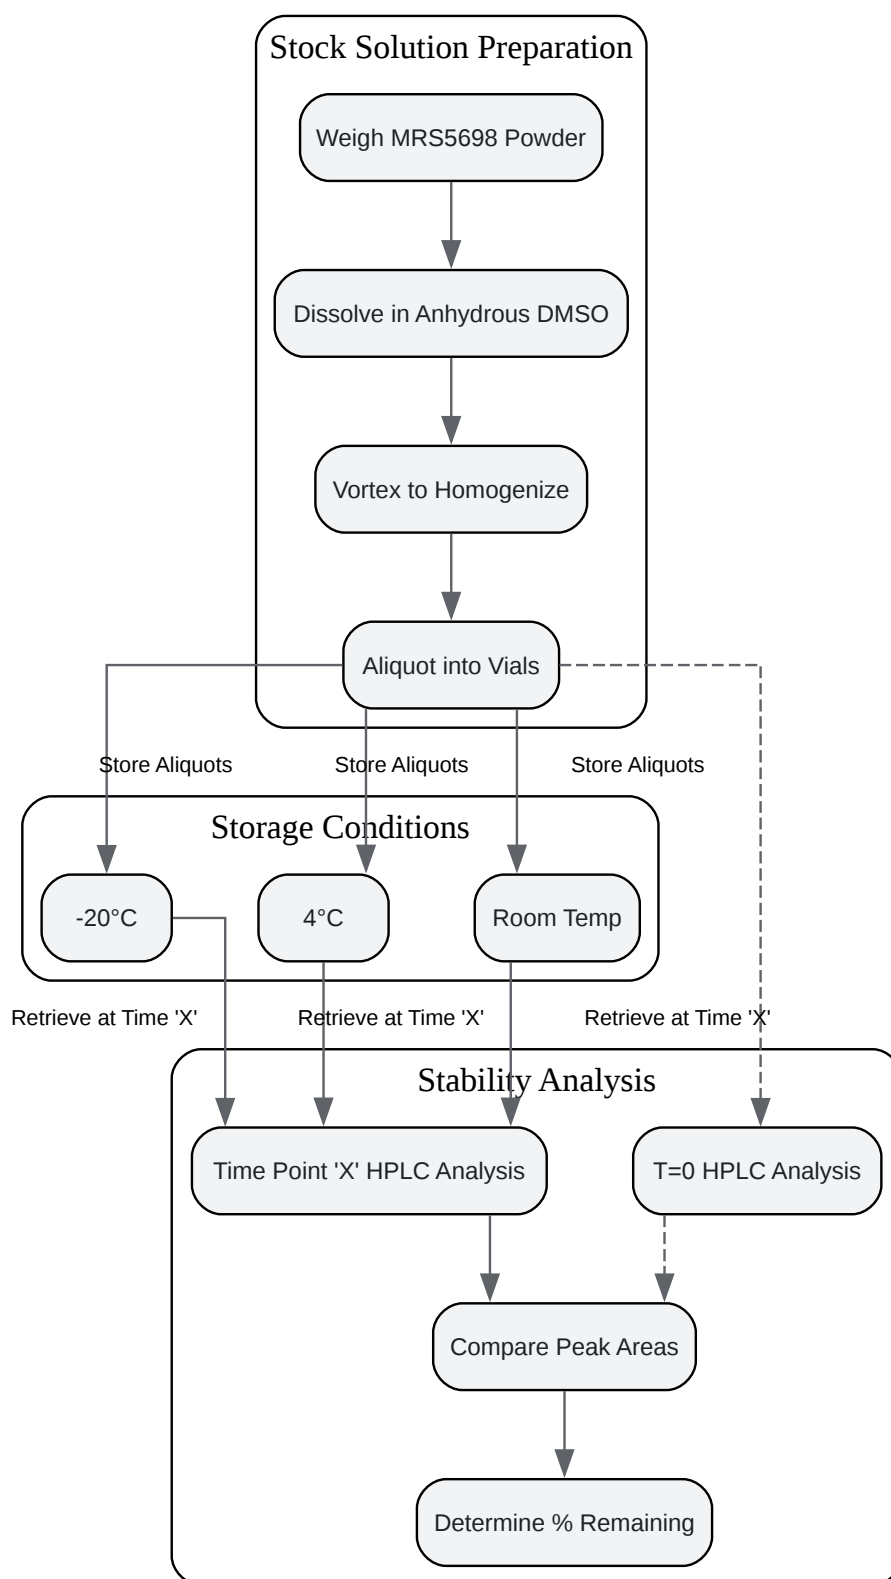 Stock Solution Preparation
Weigh MRS5698 Powder
Dissolve in Anhydrous DMSO
Vortex to Homogenize
Aliquot into Vials
Store Aliquots
Store Aliquots
Store Aliquots
Storage Conditions
-20°C
4°C
Room Temp
Retrieve at Time 'X'
Retrieve at Time 'X'
Retrieve at Time 'X'
Stability Analysis
Time Point 'X' HPLC Analysis
T=0 HPLC Analysis
Compare Peak Areas
Determine % Remaining